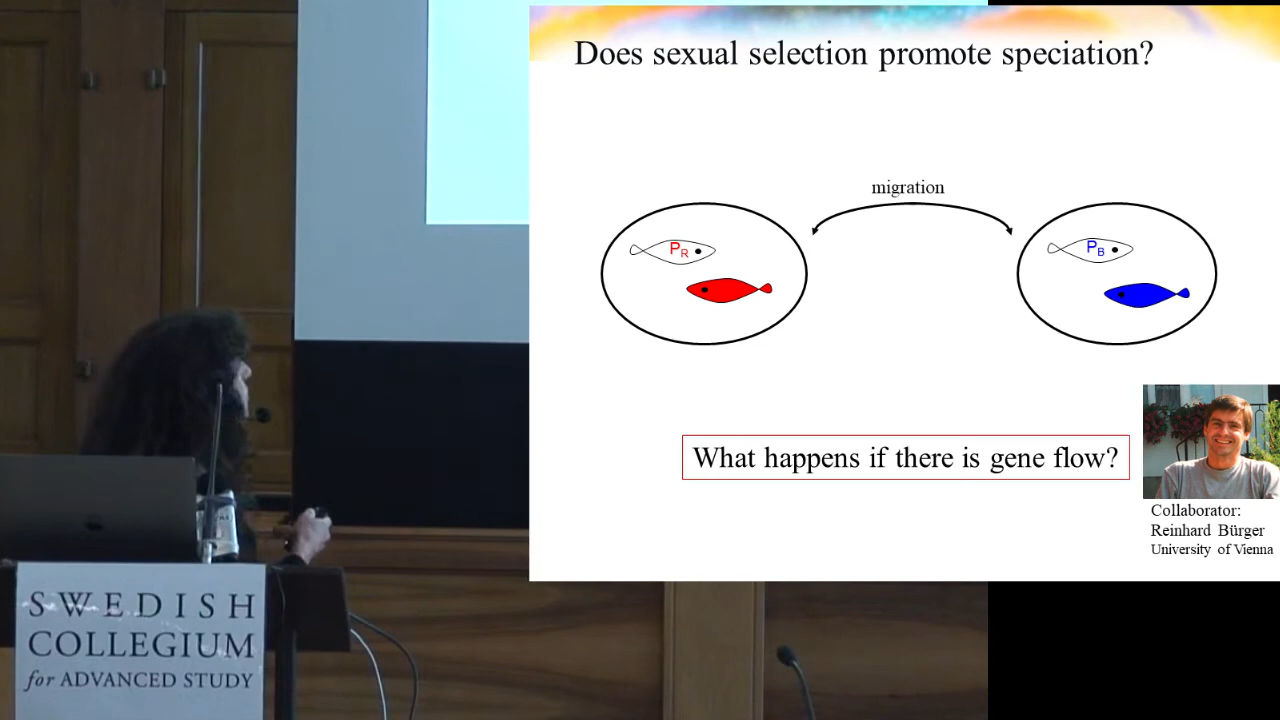 Does sexual selection promote speciation?
migration
PR
PB
What happens if there is gene flow?
Collaborator:
Reinhard Bürger
University of Vienna
SWEDISH
COLLEGIUM
for ADVANCED STUDY